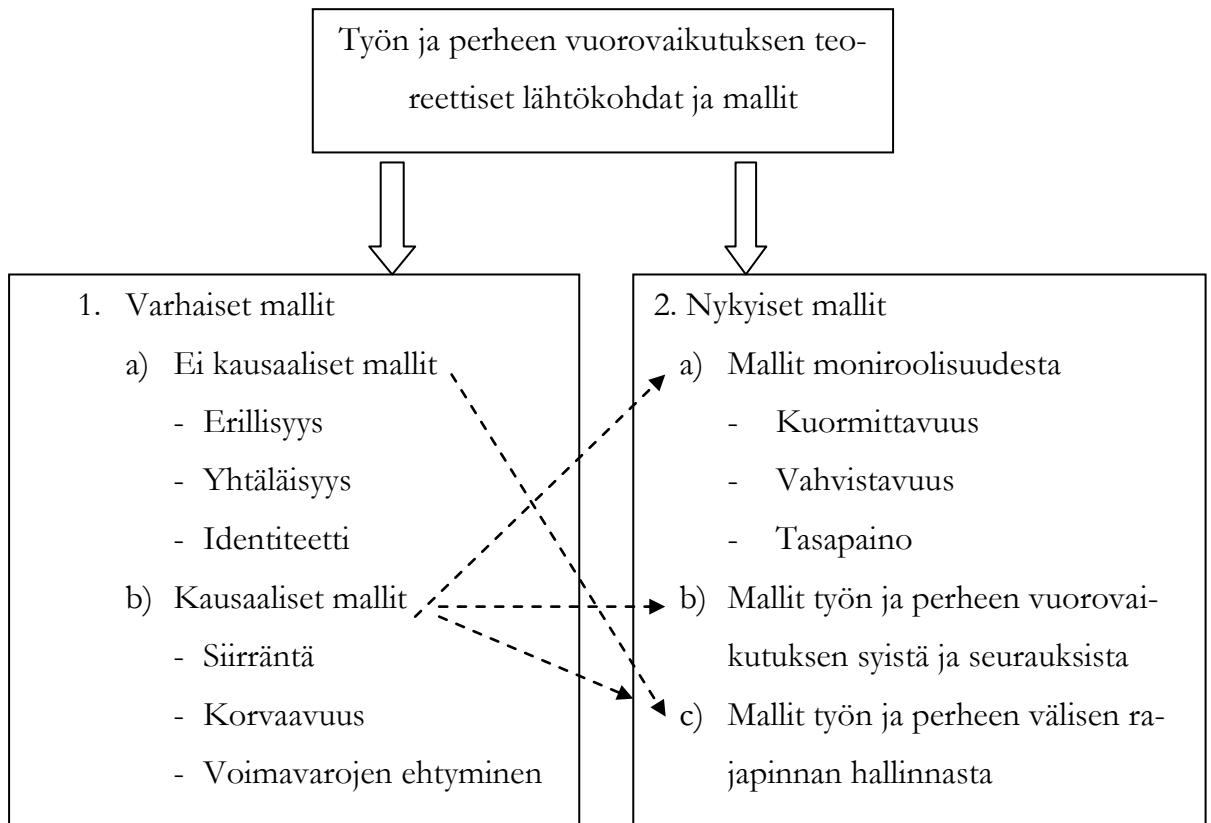 Työn ja perheen vuorovaikutuksen teo-
reettiset lähtökohdat ja mallit
1. Varhaiset mallit
a) Ei kausaaliset mallit
- Erillisyys
- Yhtäläisyys
- Identiteetti
b) Kausaaliset mallit
- Siirräntä
- Korvaavuus
- Voimavarojen ehtyminen
2. Nykyiset mallit
a) Mallit moniroolisuudesta
- Kuormittavuus
- Vahvistavuus
- Tasapaino
b) Mallit työn ja perheen vuorovai-
kutuksen syistä ja seurauksista
c) Mallit työn ja perheen välisen ra-
japinnan hallinnasta